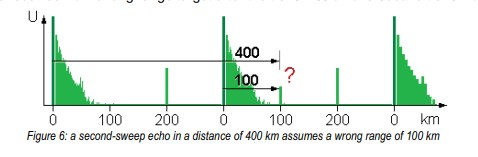 U
400
100 ?
0 100 200 0 100 200 0 km
Figure 6: a second-sweep echo in a distance of 400 km assumes a wrong range of 100 km